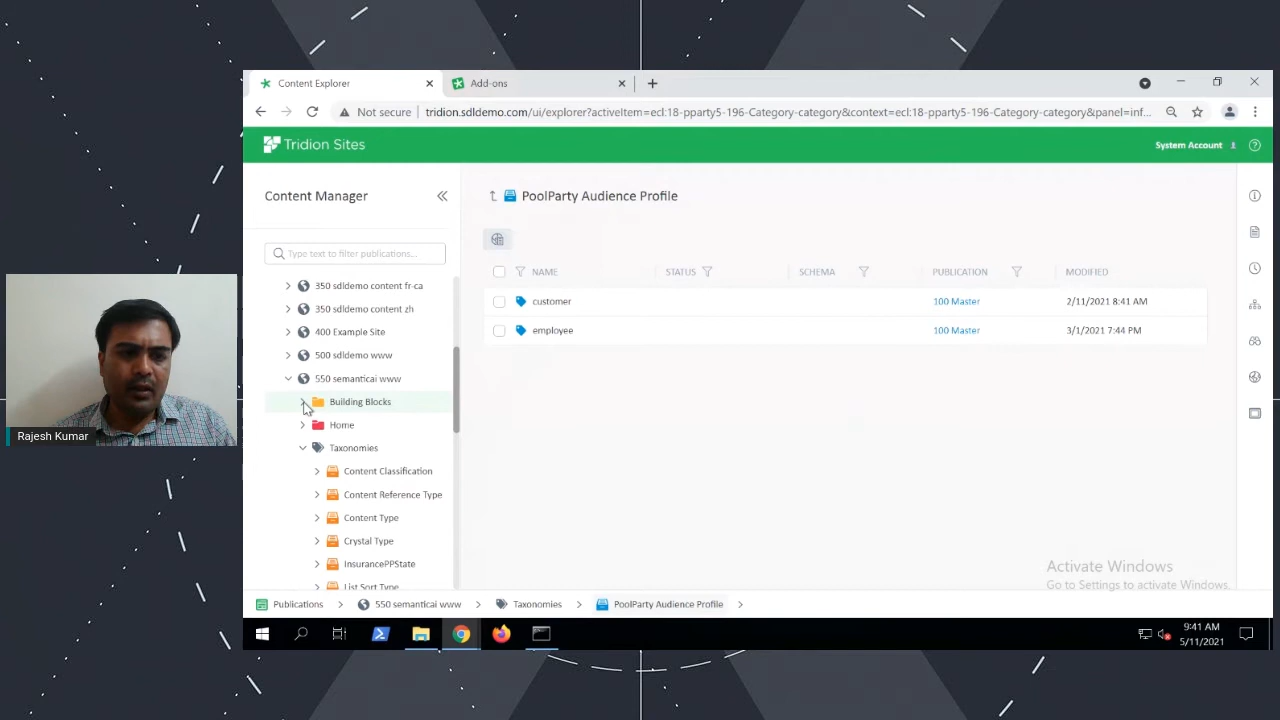 Content Explorer
Add-ons
Not secure
tridion.sdldemo.com/ui/explorer?activeItem=ecl:18-pparty5-196-Category-category&context=ecl:18-pparty5-196-Category-category&panel=inf...
Tridion Sites
System Account
Content Manager
PoolParty Audience Profile
Type text to filter publications...
NAME STATUS SCHEMA PUBLICATION MODIFIED
350 sdldemo content fr-ca
customer 100 Master 2/11/2021 8:41 AM
350 sdldemo content zh
400 Example Site
employee 100 Master 3/1/2021 7:44 PM
500 sdldemo www
550 semanticai www
Building Blocks
Home
Rajesh Kumar
Taxonomies
Content Classification
Content Reference Type
Content Type
Crystal Type
InsurancePPState
List Sort Type
Activate Windows
Go to Settings to activate Windows.
Publications 550 semanticai www Taxonomies PoolParty Audience Profile
9:41 AM
5/11/2021